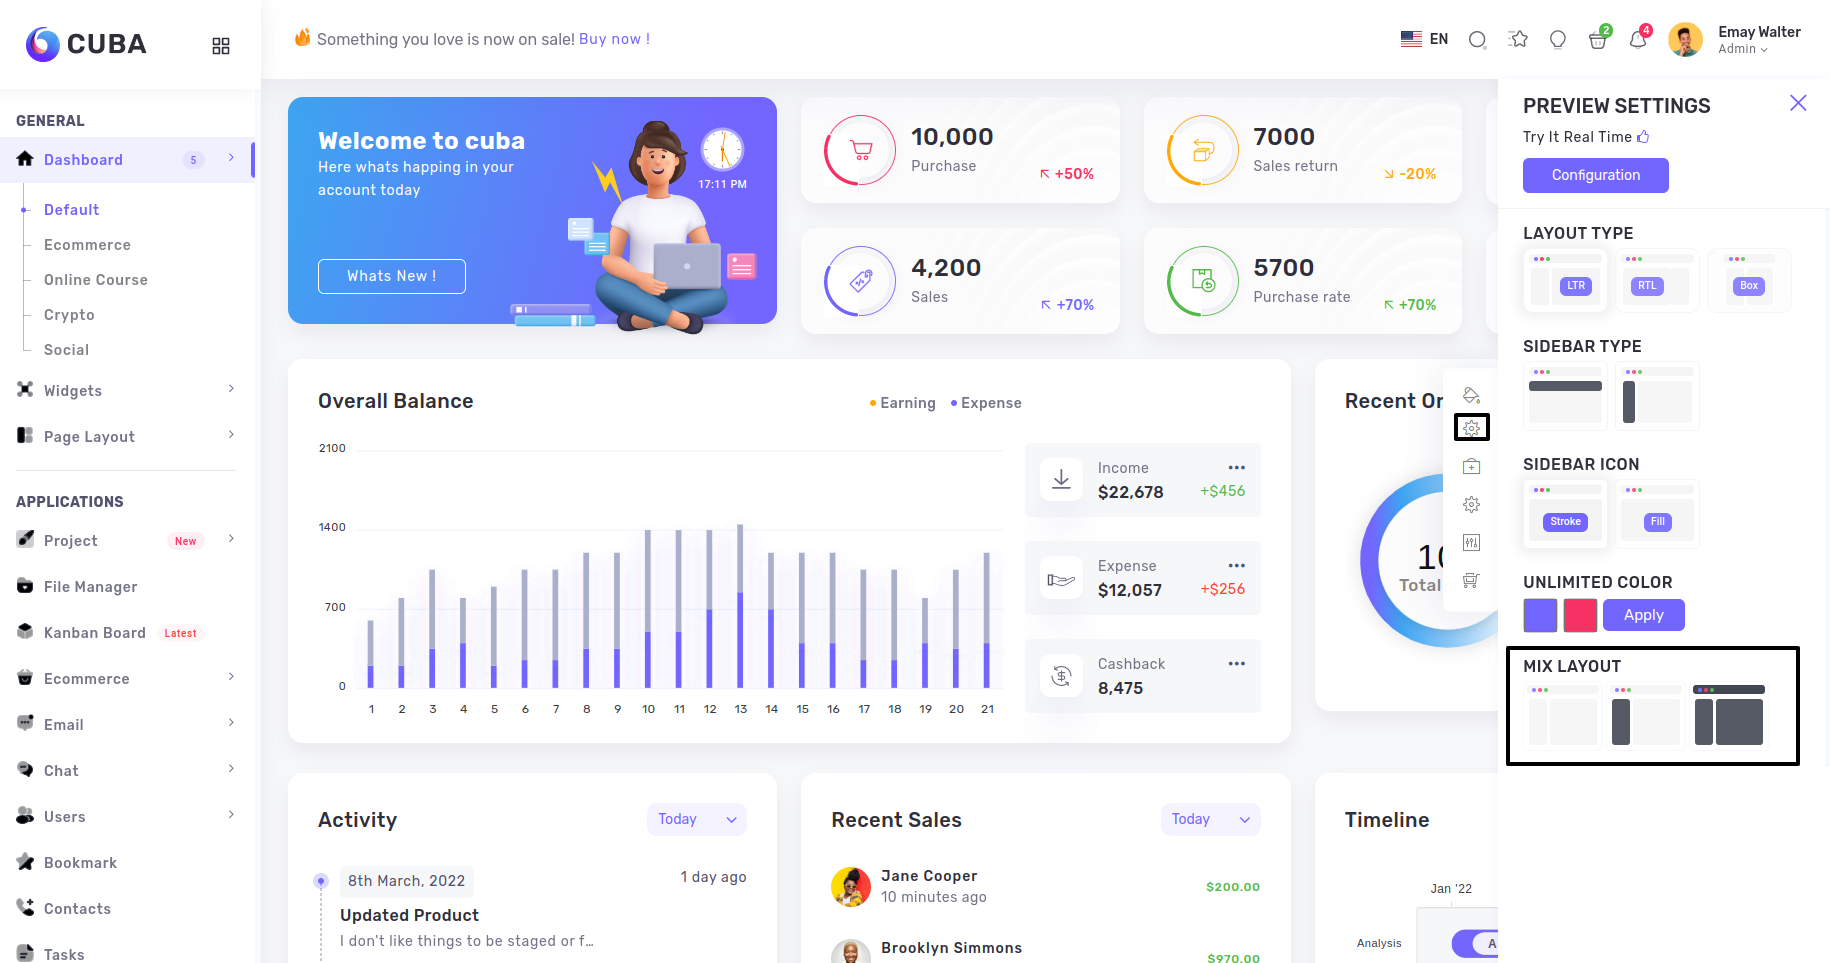 CUBA
Something you love is now on sale! Buy now !
EN
2
4
Emay Walter
Admin
GENERAL
Dashboard
5
Default
Ecommerce
Online Course
Crypto
Social
Widgets
Page Layout
APPLICATIONS
Project
New
File Manager
Kanban Board
Latest
Ecommerce
Email
Chat
Users
Bookmark
Contacts
Tasks
Welcome to cuba
Here whats happing in your
account today
17:11 PM
Whats New !
10,000
Purchase
+50%
7000
Sales return
-20%
4,200
Sales
+70%
5700
Purchase rate
+70%
Overall Balance
Earning
Expense
2100
1400
700
0
1 2 3 4 5 6 7 8 9 10 11 12 13 14 15 16 17 18 19 20 21
Income
$22,678
+$456
Expense
$12,057
+$256
Cashback
8,475
Recent Or
10
Total
Activity
Today
8th March, 2022
1 day ago
Updated Product
I don't like things to be staged or f...
Recent Sales
Today
Jane Cooper
10 minutes ago
$200.00
Brooklyn Simmons
$970.00
Timeline
Jan '22
Analysis
A
PREVIEW SETTINGS
Try It Real Time
Configuration
LAYOUT TYPE
LTR
RTL
Box
SIDEBAR TYPE
SIDEBAR ICON
Stroke
Fill
UNLIMITED COLOR
Apply
MIX LAYOUT